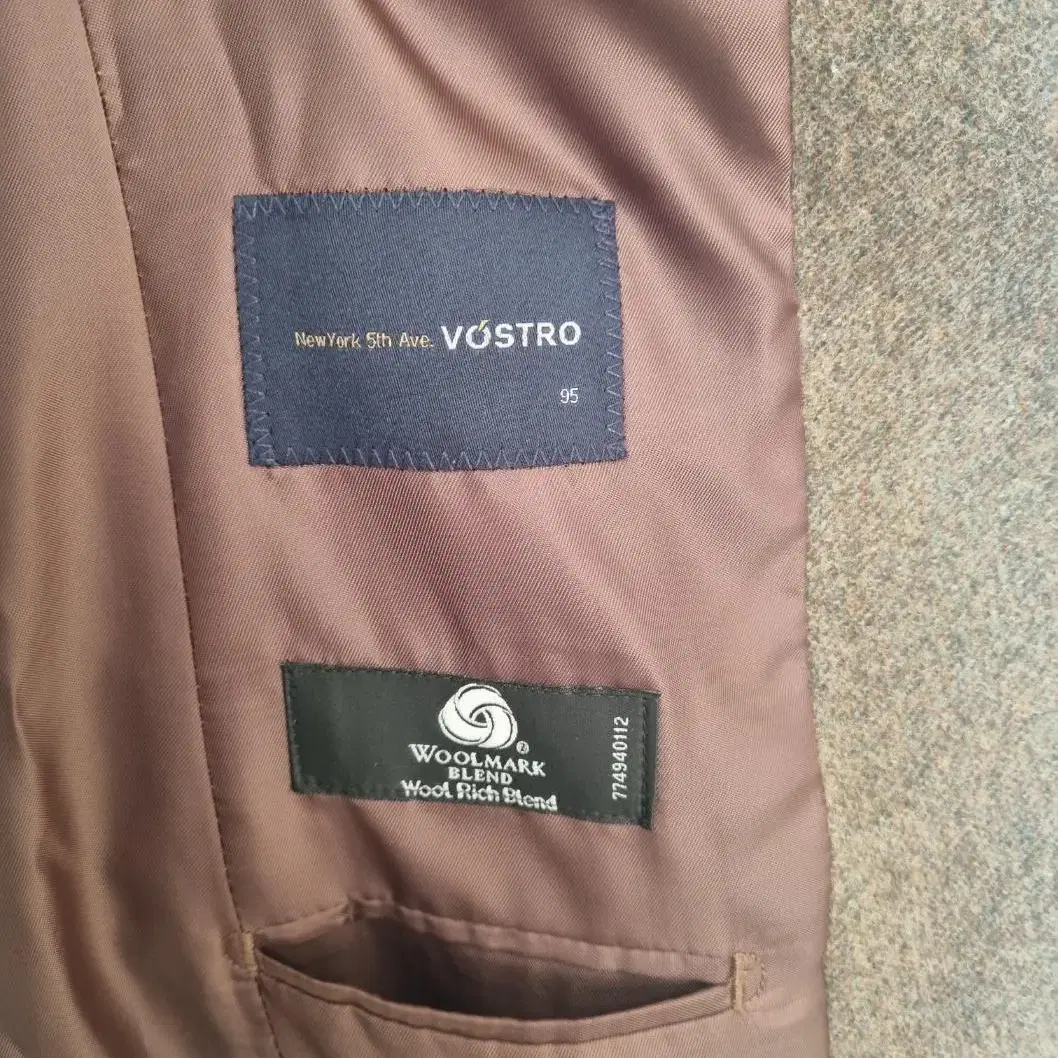 NewYork 5th Ave. VÓSTRO
95
WOOLMARK
BLEND
Wool Rich Blend
774940112